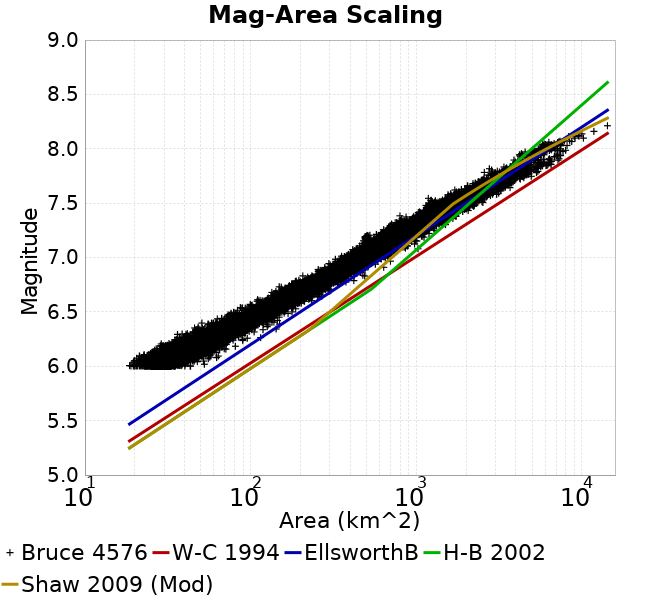 Mag-Area Scaling
Magnitude
9.0
8.5
8.0
7.5
7.0
6.5
6.0
5.5
5.0
10^1 10^2 10^3 10^4
Area (km^2)
+ Bruce 4576 W-C 1994 EllsworthB H-B 2002
Shaw 2009 (Mod)